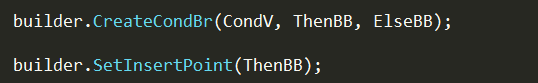 builder.CreateCondBr(CondV, ThenBB, ElseBB);
builder.SetInsertPoint(ThenBB);